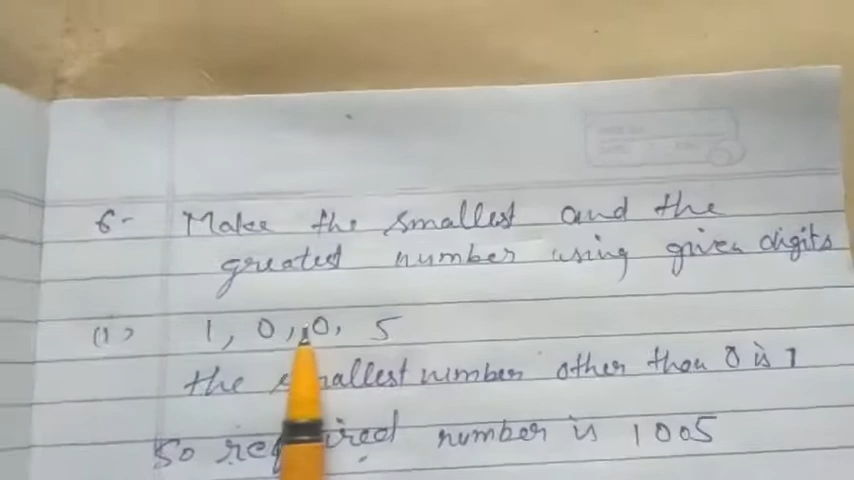 6- Make the smallest and the
greatest number using given digits
(1) 1, 0, 0, 5
the smallest number other than 0 is 1
So required number is 1005